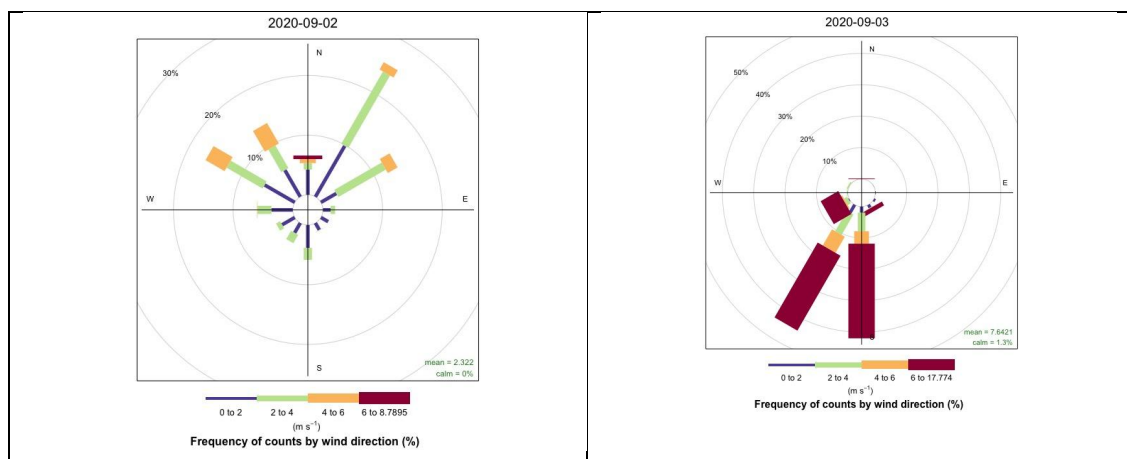 2020-09-02
N
30%
20%
10%
W
E
S
mean = 2.322
calm = 0%
0 to 2 2 to 4 4 to 6 6 to 8.7895
(m s⁻¹)
Frequency of counts by wind direction (%)
2020-09-03
N
50%
40%
30%
20%
10%
W
E
S
mean = 7.6421
calm = 1.3%
0 to 2 2 to 4 4 to 6 6 to 17.774
(m s⁻¹)
Frequency of counts by wind direction (%)